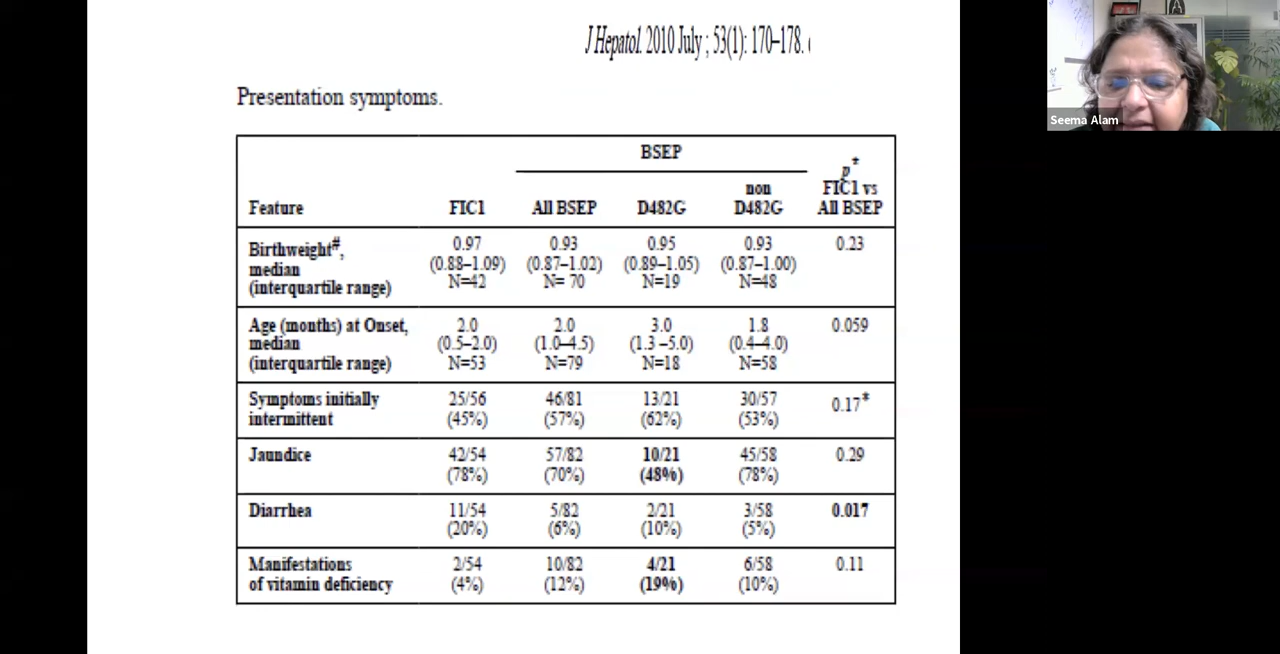 J Hepatol. 2010 July ; 53(1): 170–178.
Seema Alam
Presentation symptoms.
BSEP
Feature FIC1 All BSEP D482G non D482G p* FIC1 vs All BSEP
Birthweight#, median (interquartile range) 0.97 (0.88–1.09) N=42 0.93 (0.87–1.02) N= 70 0.95 (0.89–1.05) N=19 0.93 (0.87–1.00) N=48 0.23
Age (months) at Onset, median (interquartile range) 2.0 (0.5–2.0) N=53 2.0 (1.0–4.5) N=79 3.0 (1.3 –5.0) N=18 1.8 (0.4–4.0) N=58 0.059
Symptoms initially intermittent 25/56 (45%) 46/81 (57%) 13/21 (62%) 30/57 (53%) 0.17*
Jaundice 42/54 (78%) 57/82 (70%) 10/21 (48%) 45/58 (78%) 0.29
Diarrhea 11/54 (20%) 5/82 (6%) 2/21 (10%) 3/58 (5%) 0.017
Manifestations of vitamin deficiency 2/54 (4%) 10/82 (12%) 4/21 (19%) 6/58 (10%) 0.11